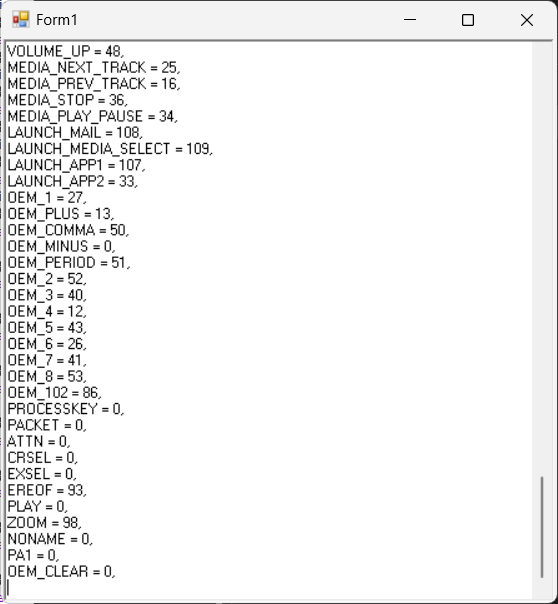 Form1
VOLUME_UP = 48,
MEDIA_NEXT_TRACK = 25,
MEDIA_PREV_TRACK = 16,
MEDIA_STOP = 36,
MEDIA_PLAY_PAUSE = 34,
LAUNCH_MAIL = 108,
LAUNCH_MEDIA_SELECT = 109,
LAUNCH_APP1 = 107,
LAUNCH_APP2 = 33,
OEM_1 = 27,
OEM_PLUS = 13,
OEM_COMMA = 50,
OEM_MINUS = 0,
OEM_PERIOD = 51,
OEM_2 = 52,
OEM_3 = 40,
OEM_4 = 12,
OEM_5 = 43,
OEM_6 = 26,
OEM_7 = 41,
OEM_8 = 53,
OEM_102 = 86,
PROCESSKEY = 0,
PACKET = 0,
ATTN = 0,
CRSEL = 0,
EXSEL = 0,
EREOF = 93,
PLAY = 0,
ZOOM = 98,
NONAME = 0,
PA1 = 0,
OEM_CLEAR = 0,